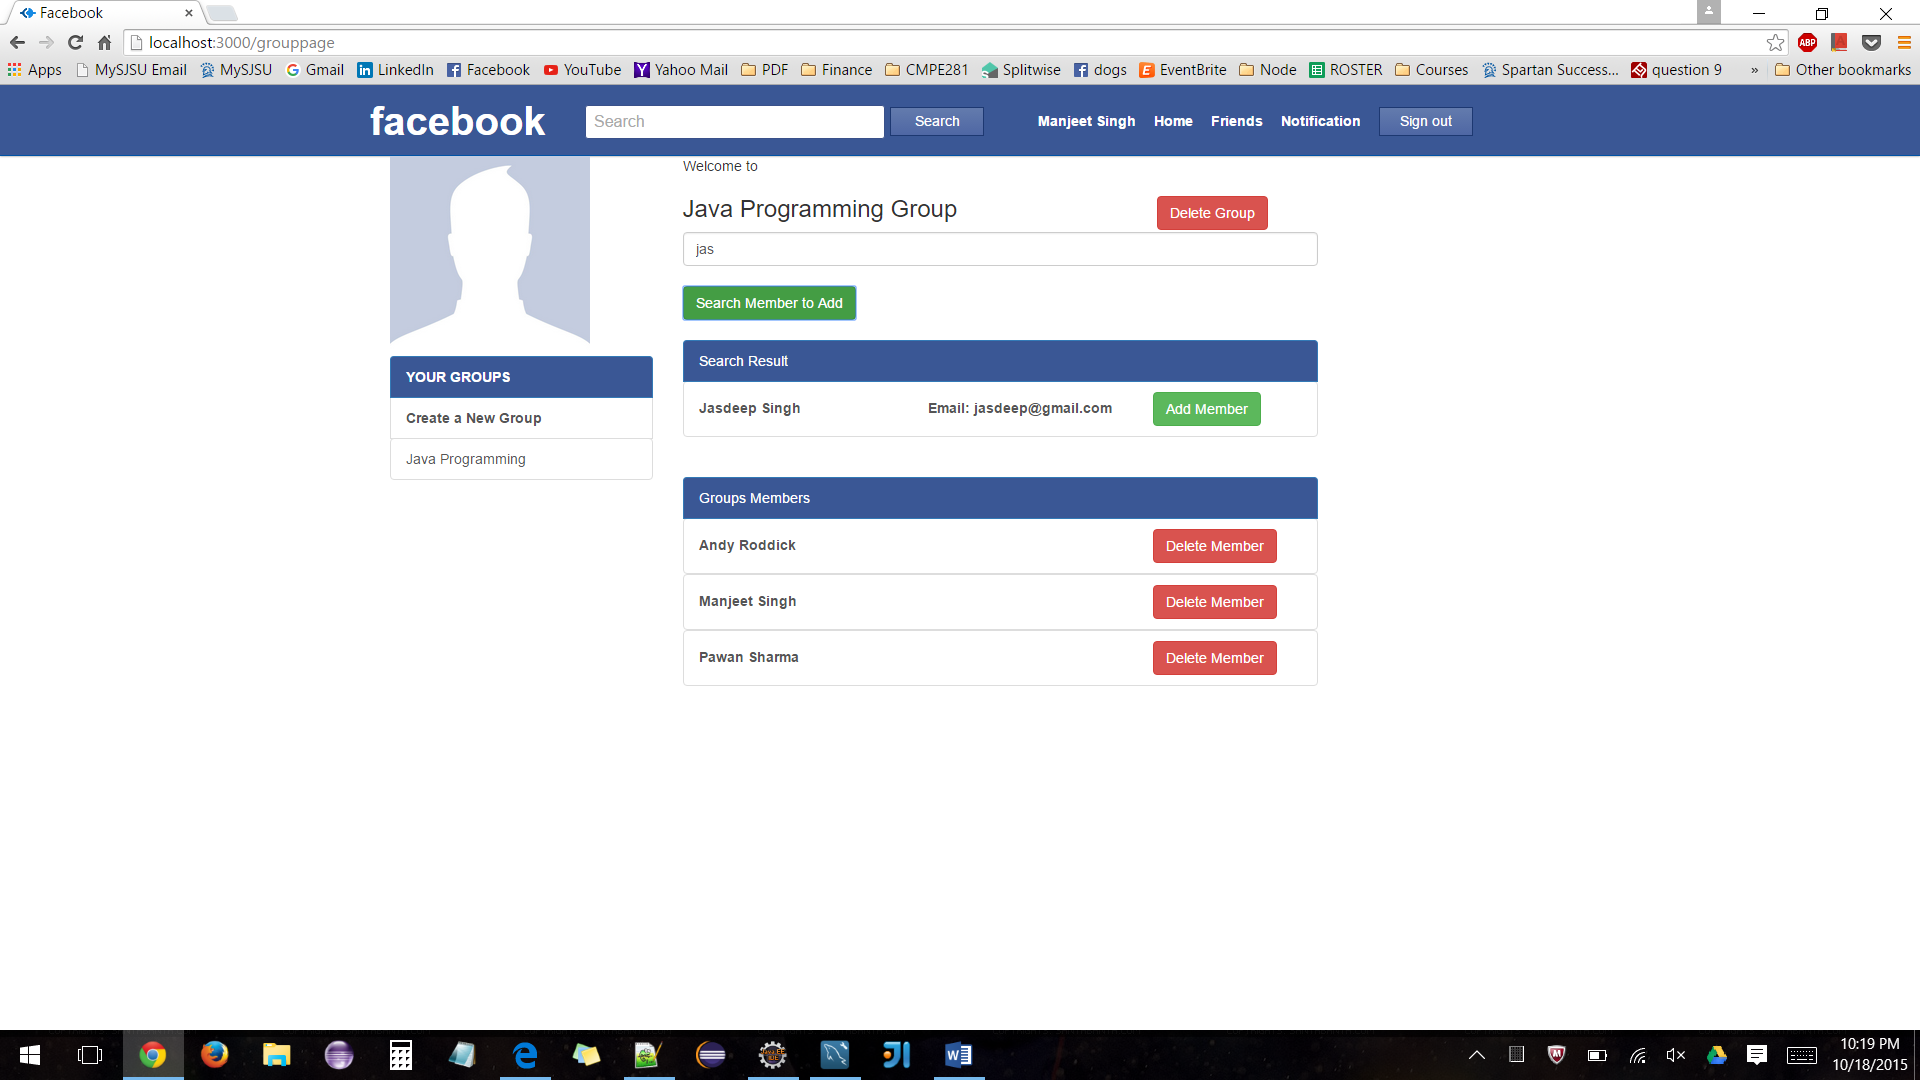 Facebook
localhost:3000/grouppage
Apps MySJSU Email MySJSU Gmail LinkedIn Facebook YouTube Yahoo Mail PDF Finance CMPE281 Splitwise dogs EventBrite Node ROSTER Courses Spartan Success... question 9 » Other bookmarks
facebook Search Search Manjeet Singh Home Friends Notification Sign out
Welcome to
Java Programming Group Delete Group
jas
Search Member to Add
Search Result
Jasdeep Singh Email: jasdeep@gmail.com Add Member
YOUR GROUPS
Create a New Group
Java Programming
Groups Members
Andy Roddick Delete Member
Manjeet Singh Delete Member
Pawan Sharma Delete Member
10:19 PM
10/18/2015